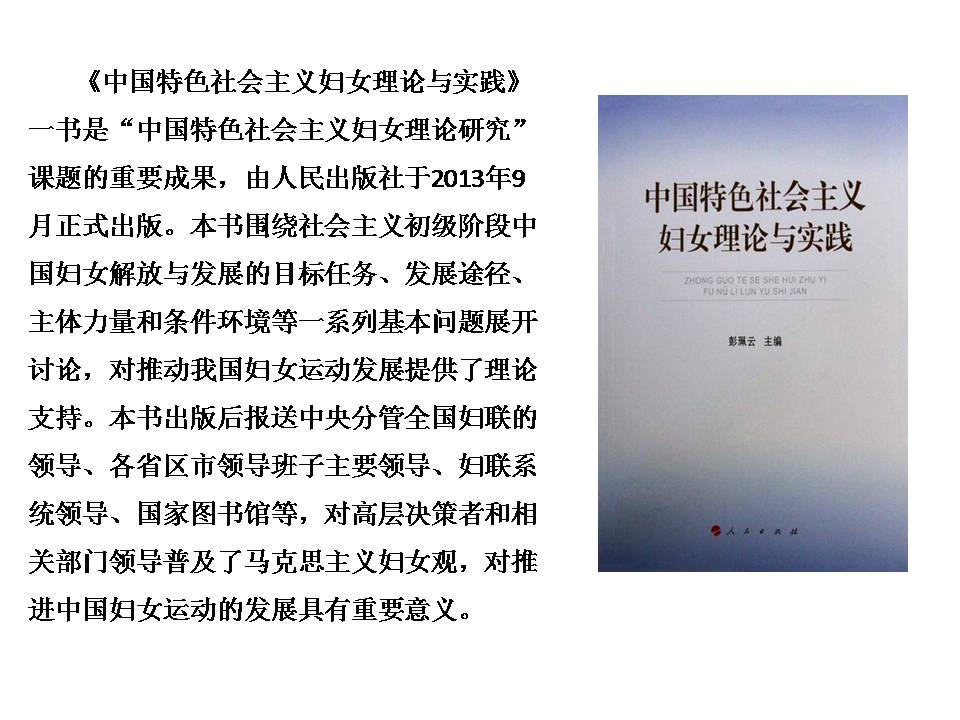 《中国特色社会主义妇女理论与实践》
一书是“中国特色社会主义妇女理论研究”
课题的重要成果，由人民出版社于2013年9
月正式出版。本书围绕社会主义初级阶段中
国妇女解放与发展的目标任务、发展途径、
主体力量和条件环境等一系列基本问题展开
讨论，对推动我国妇女运动发展提供了理论
支持。本书出版后报送中央分管全国妇联的
领导、各省区市领导班子主要领导、妇联系
统领导、国家图书馆等，对高层决策者和相
关部门领导普及了马克思主义妇女观，对推
进中国妇女运动的发展具有重要意义。
中国特色社会主义
妇女理论与实践
ZHONG GUO TE SE SHE HUI ZHU YI
FU NÜ LI LUN YU SHI JIAN
彭珮云 主编
人民出版社